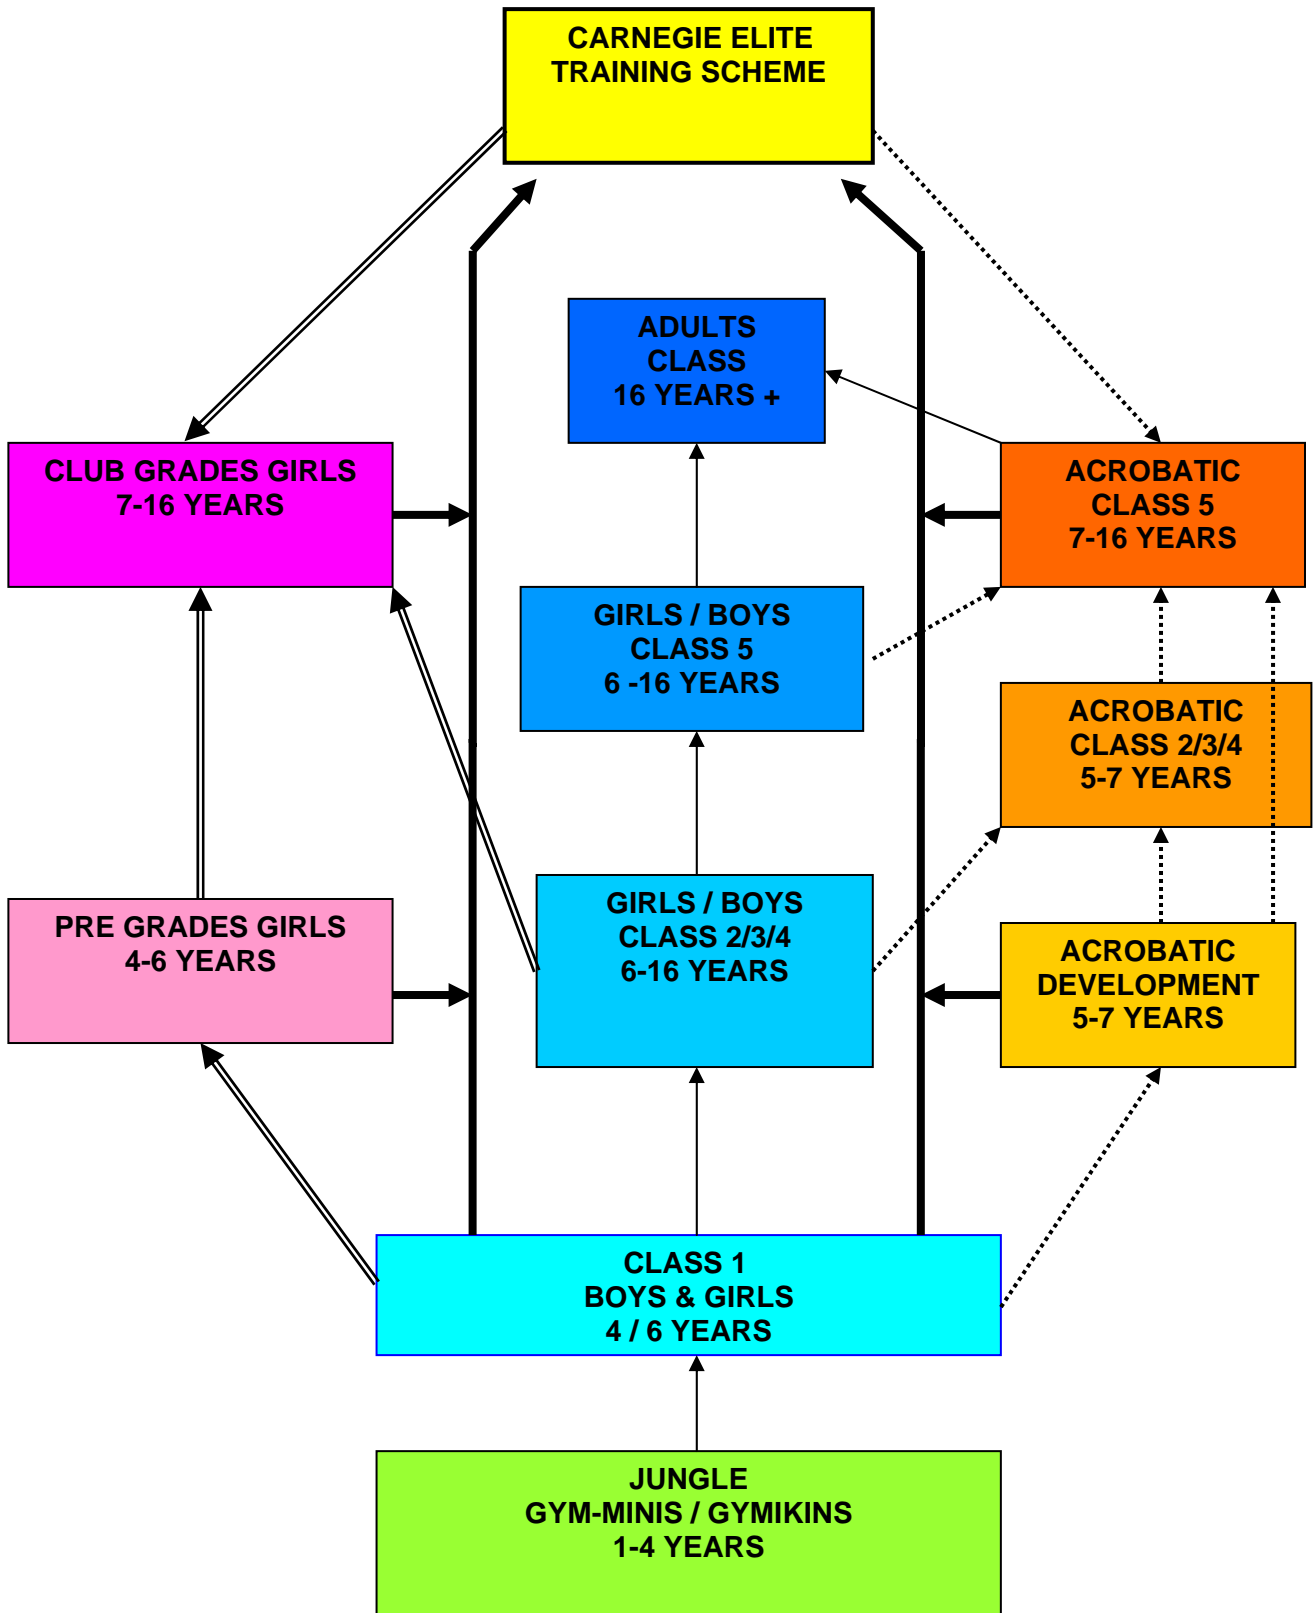 CARNEGIE ELITE
TRAINING SCHEME
ADULTS
CLASS
16 YEARS +
CLUB GRADES GIRLS
7-16 YEARS
ACROBATIC
CLASS 5
7-16 YEARS
GIRLS / BOYS
CLASS 5
6 -16 YEARS
ACROBATIC
CLASS 2/3/4
5-7 YEARS
PRE GRADES GIRLS
4-6 YEARS
GIRLS / BOYS
CLASS 2/3/4
6-16 YEARS
ACROBATIC
DEVELOPMENT
5-7 YEARS
CLASS 1
BOYS & GIRLS
4 / 6 YEARS
JUNGLE
GYM-MINIS / GYMIKINS
1-4 YEARS